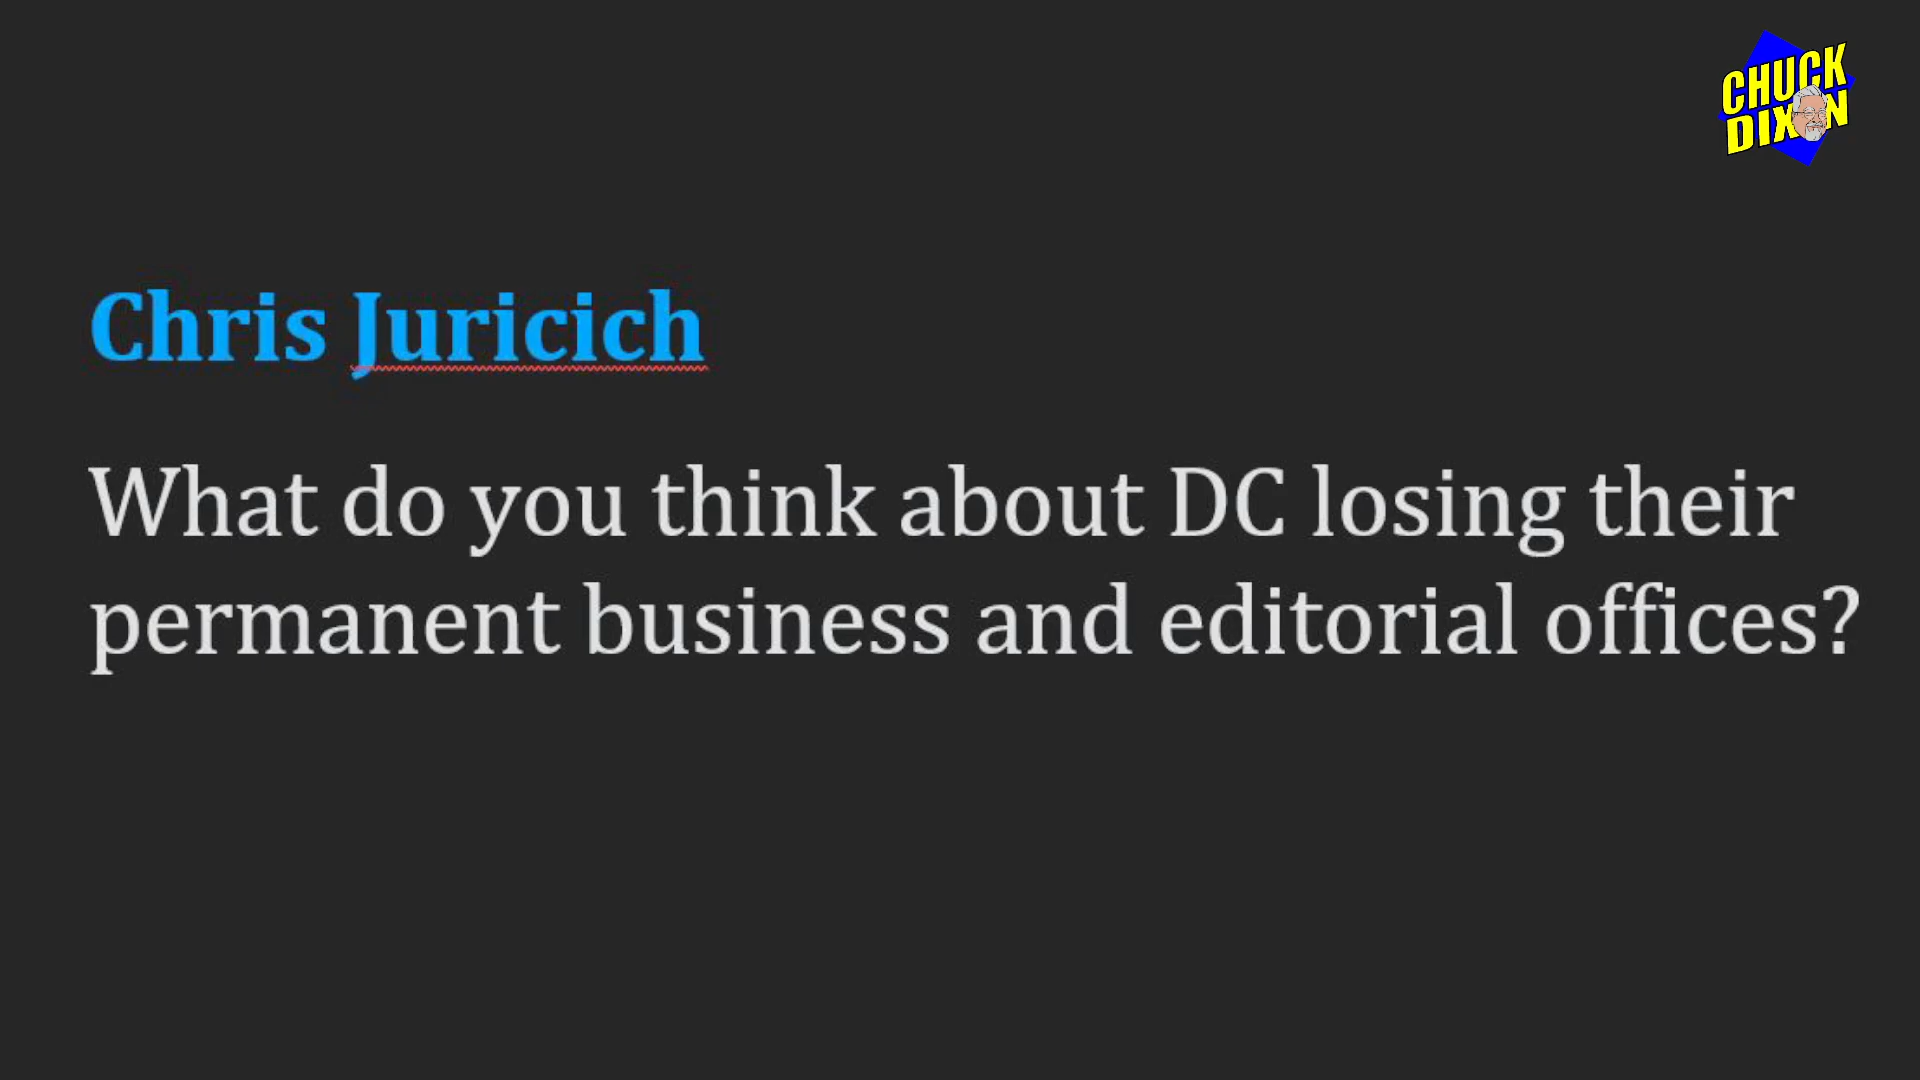 CHUCK
DIXON
Chris Juricich
What do you think about DC losing their
permanent business and editorial offices?